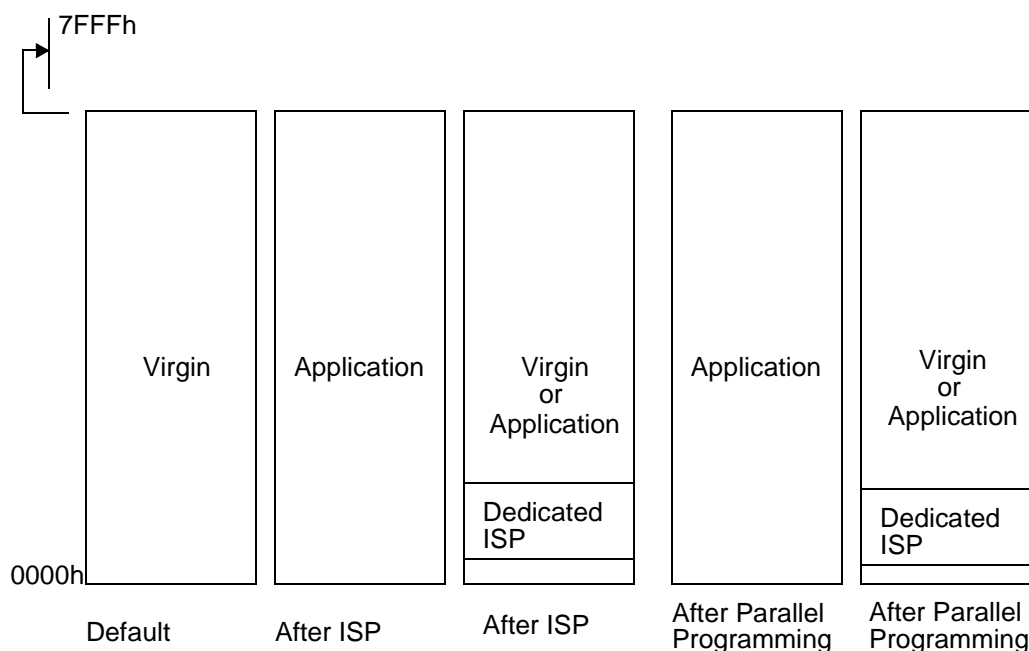 7FFFh
Virgin
Application
Virgin
or
Application
Application
Virgin
or
Application
Dedicated
ISP
Dedicated
ISP
0000h
Default
After ISP
After ISP
After Parallel
Programming
After Parallel
Programming